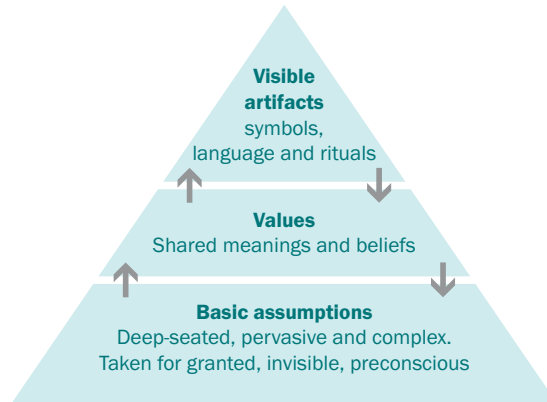 Visible
artifacts
symbols,
language and rituals
Values
Shared meanings and beliefs
Basic assumptions
Deep-seated, pervasive and complex.
Taken for granted, invisible, preconscious